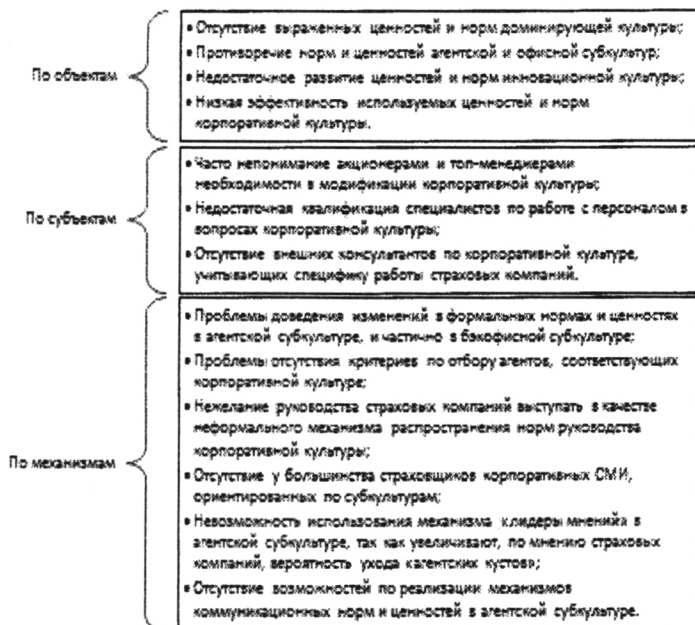 По объектам
• Отсутствие выраженных ценностей и норм доминирующей культуры;
• Противоречие норм и ценностей агентской и офисной субкультур;
• Недостаточное развитие ценностей и норм инновационной культуры;
• Низкая эффективность используемых ценностей и норм
корпоративной культуры.
По субъектам
• Часто непонимание акционерами и топ-менеджерами
необходимости в модификации корпоративной культуры;
• Недостаточная квалификация специалистов по работе с персоналом в
вопросах корпоративной культуры;
• Отсутствие внешних консультантов по корпоративной культуре,
учитывающих специфику работы страховых компаний.
По механизмам
• Проблемы доведения изменений в формальных нормах и ценностях
в агентской субкультуре, и частично в бэкофисной субкультуре;
• Проблемы отсутствия критериев по отбору агентов, соответствующих
корпоративной культуре;
• Нежелание руководства страховых компаний выступать в качестве
неформального механизма распространения норм руководства
корпоративной культуры;
• Отсутствие у большинства страховщиков корпоративных СМИ,
ориентированных по субкультурам;
• Невозможность использования механизма «лидеры мнений» в
агентской субкультуре, так как увеличивают, по мнению страховых
компаний, вероятность ухода «агентских кустов»;
• Отсутствие возможностей по реализации механизмов
коммуникационных норм и ценностей в агентской субкультуре.